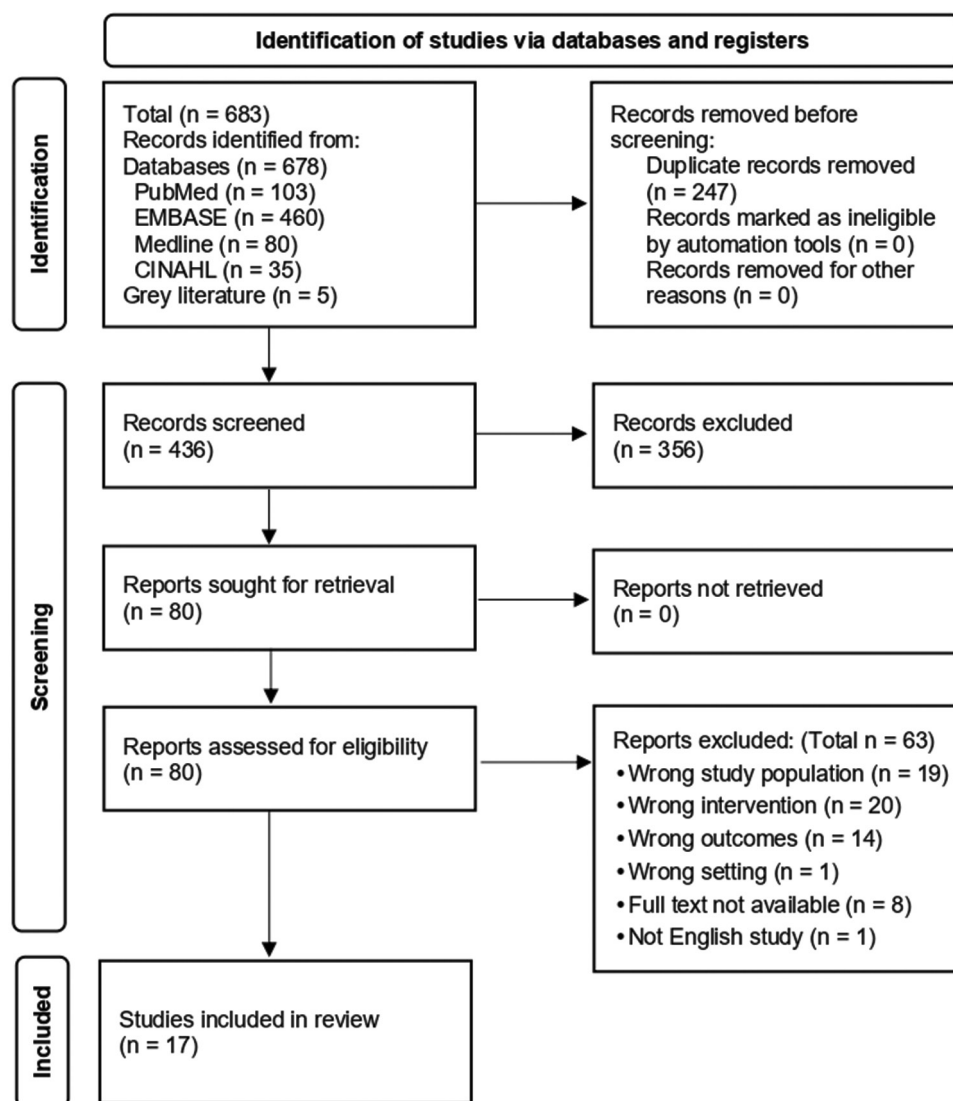 Identification of studies via databases and registers
Identification
Total (n = 683)
Records identified from:
Databases (n = 678)
PubMed (n = 103)
EMBASE (n = 460)
Medline (n = 80)
CINAHL (n = 35)
Grey literature (n = 5)
Records removed before
screening:
Duplicate records removed
(n = 247)
Records marked as ineligible
by automation tools (n = 0)
Records removed for other
reasons (n = 0)
Screening
Records screened
(n = 436)
Records excluded
(n = 356)
Reports sought for retrieval
(n = 80)
Reports not retrieved
(n = 0)
Reports assessed for eligibility
(n = 80)
Reports excluded: (Total n = 63)
• Wrong study population (n = 19)
• Wrong intervention (n = 20)
• Wrong outcomes (n = 14)
• Wrong setting (n = 1)
• Full text not available (n = 8)
• Not English study (n = 1)
Included
Studies included in review
(n = 17)